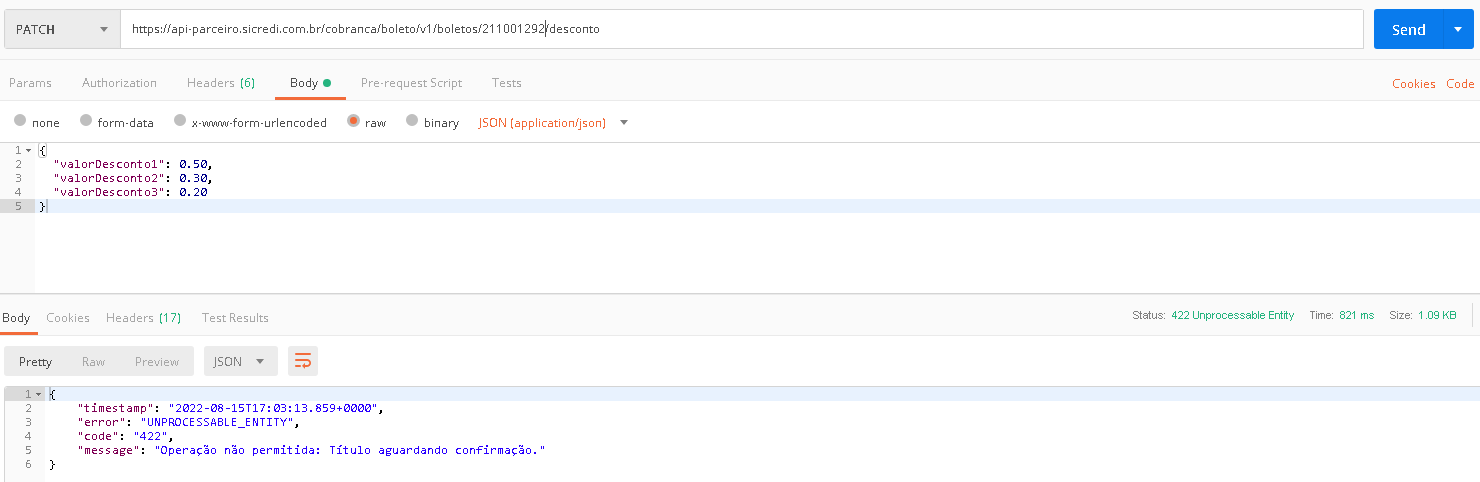 PATCH https://api-parceiro.sicredi.com.br/cobranca/boleto/v1/boletos/211001292/desconto Send
Params Authorization Headers (6) Body Pre-request Script Tests Cookies Code
none form-data x-www-form-urlencoded raw binary JSON (application/json)
1 {
2 "valorDesconto1": 0.50,
3 "valorDesconto2": 0.30,
4 "valorDesconto3": 0.20
5 }
Body Cookies Headers (17) Test Results Status: 422 Unprocessable Entity Time: 821 ms Size: 1.09 KB
Pretty Raw Preview JSON
1 {
2 "timestamp": "2022-08-15T17:03:13.859+0000",
3 "error": "UNPROCESSABLE_ENTITY",
4 "code": "422",
5 "message": "Operação não permitida: Título aguardando confirmação."
6 }